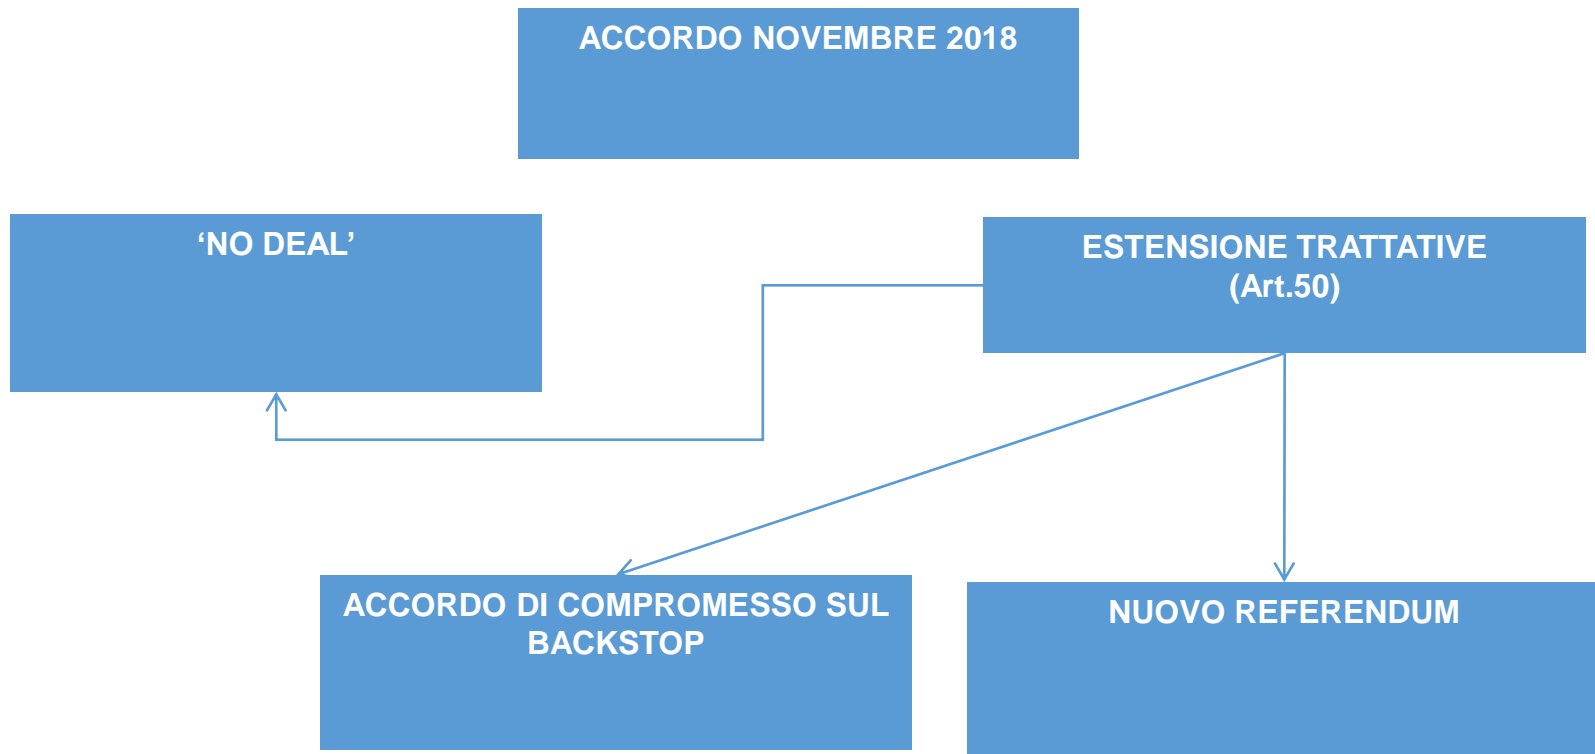 ACCORDO NOVEMBRE 2018
‘NO DEAL’
ESTENSIONE TRATTATIVE
(Art.50)
ACCORDO DI COMPROMESSO SUL
BACKSTOP
NUOVO REFERENDUM